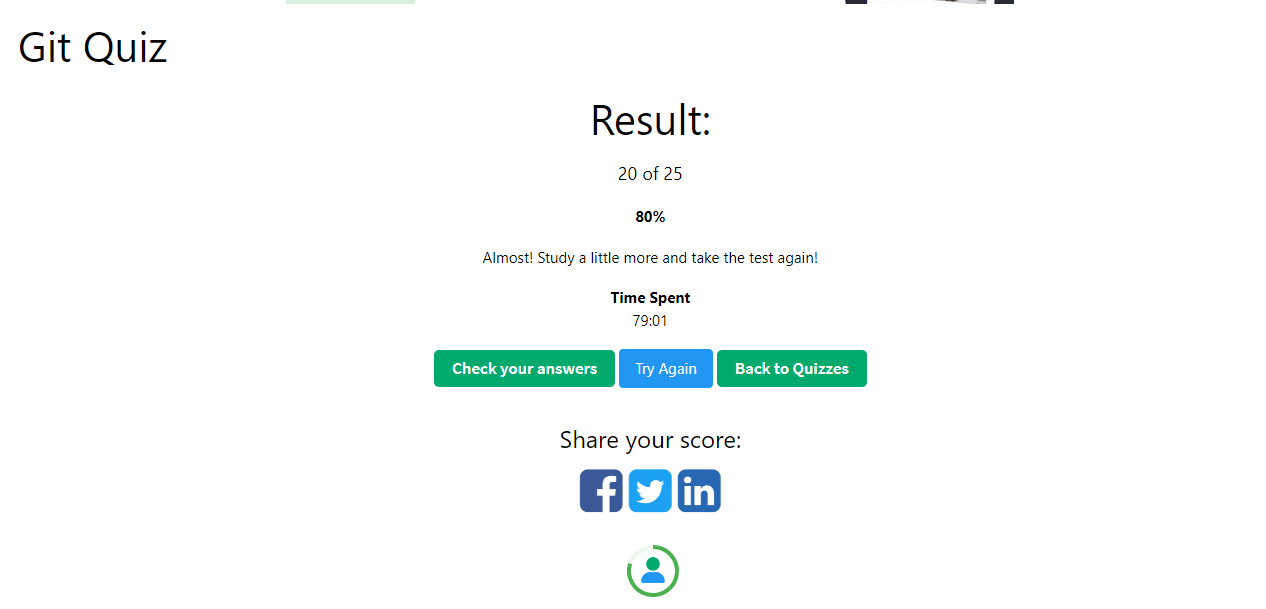 Git Quiz
Result:
20 of 25
80%
Almost! Study a little more and take the test again!
Time Spent
79:01
Check your answers Try Again Back to Quizzes
Share your score: